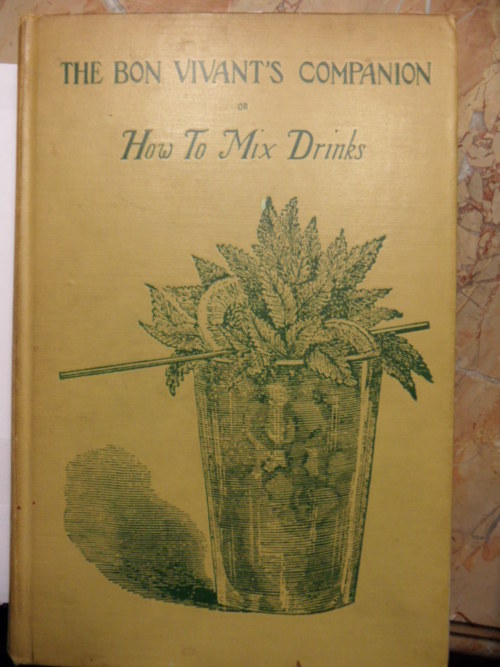 THE BON VIVANT'S COMPANION
OR
How To Mix Drinks